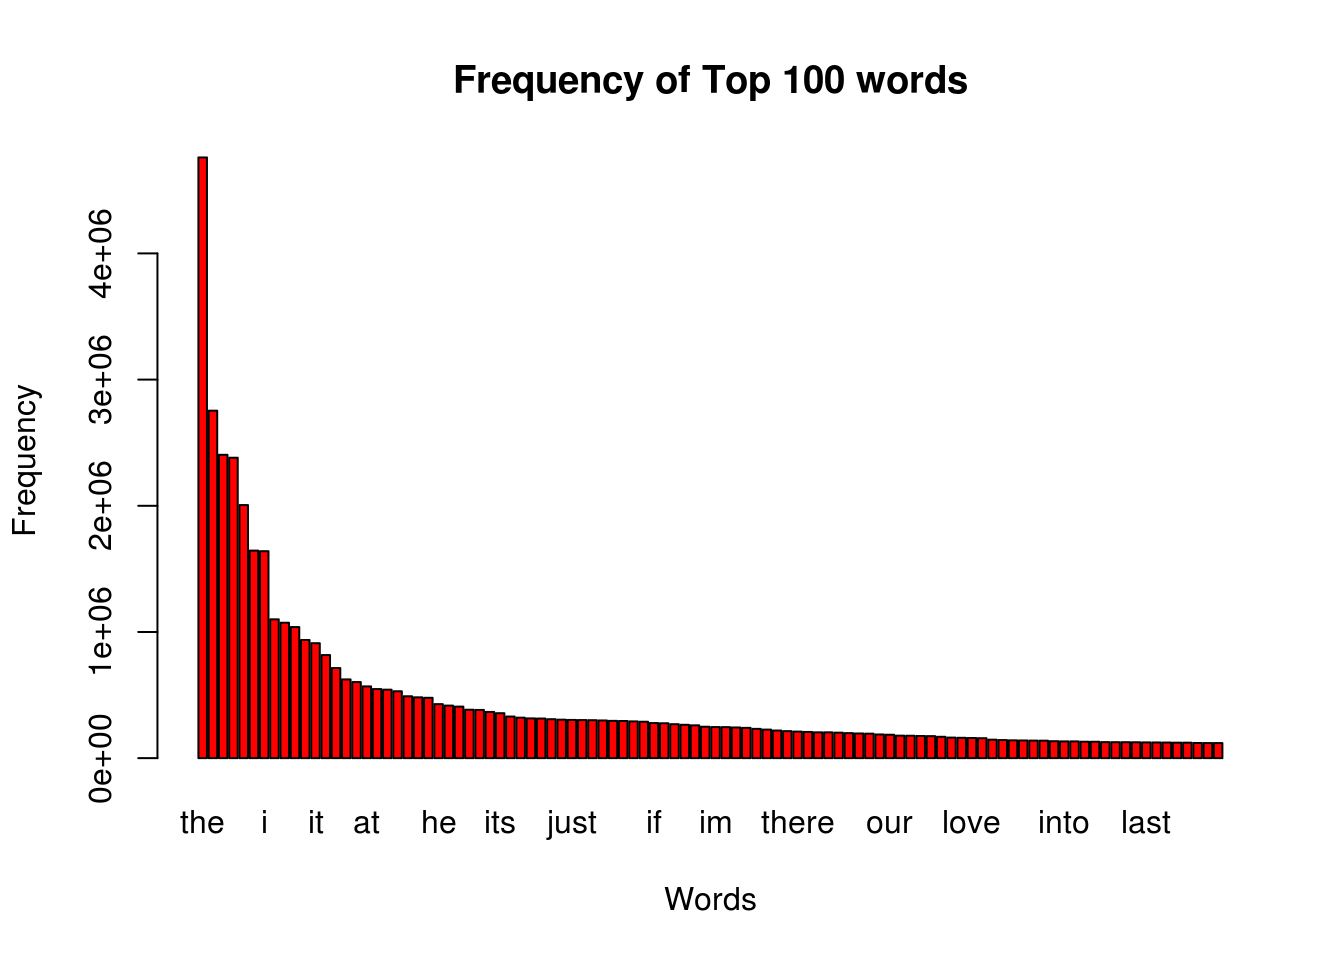 Frequency of Top 100 words
Frequency
4e+06
3e+06
2e+06
1e+06
0e+00
the i it at he its just if im there our love into last
Words